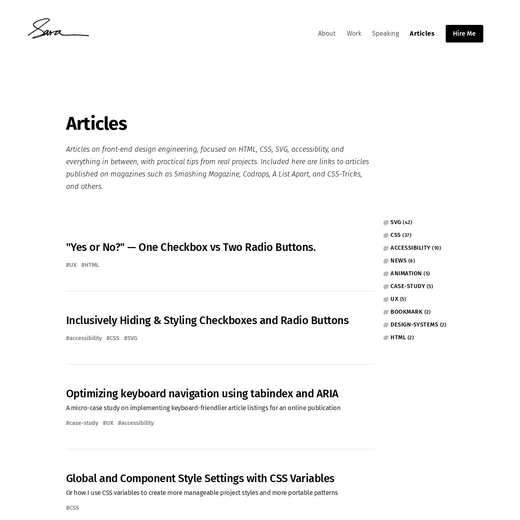 Sara
About Work Speaking Articles Hire Me
Articles
Articles on front-end design engineering, focused on HTML, CSS, SVG, accessiblity, and
everything in between, with practical tips from real projects. Included here are links to articles
published on magazines such as Smashing Magazine, Codrops, A List Apart, and CSS-Tricks,
and others.
"Yes or No?" — One Checkbox vs Two Radio Buttons.
#UX #HTML
Inclusively Hiding & Styling Checkboxes and Radio Buttons
#accessibility #CSS #SVG
Optimizing keyboard navigation using tabindex and ARIA
A micro-case study on implementing keyboard-friendlier article listings for an online publication
#case-study #UX #accessibility
Global and Component Style Settings with CSS Variables
Or how I use CSS variables to create more manageable project styles and more portable patterns
#CSS
# SVG (42)
# CSS (37)
# ACCESSIBILITY (10)
# NEWS (6)
# ANIMATION (5)
# CASE-STUDY (5)
# UX (5)
# BOOKMARK (2)
# DESIGN-SYSTEMS (2)
# HTML (2)